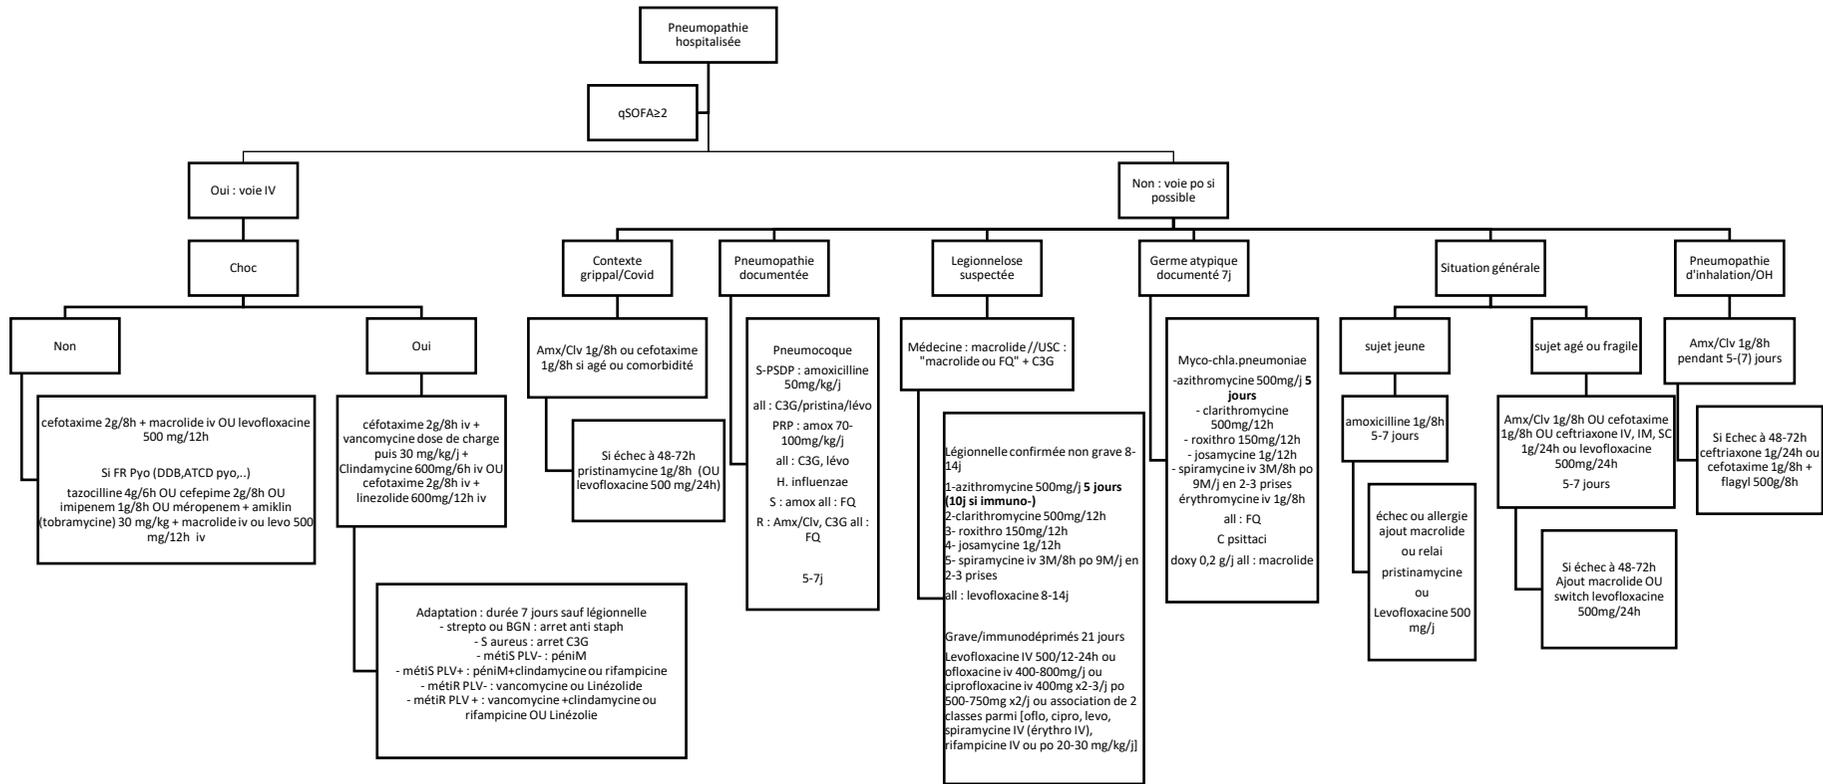 Pneumopathie
hospitalisée
qSOFA≥2
Oui : voie IV
Non : voie po si
possible
Choc
Contexte
grippal/Covid
Pneumopathie
documentée
Legionnelose
suspectée
Germe atypique
documenté 7j
Situation générale
Pneumopathie
d'inhalation/OH
Non
Oui
cefotaxime 2g/8h + macrolide iv OU levofloxacine
500 mg/12h
Si FR Pyo (DDB,ATCD pyo,..)
tazocilline 4g/6h OU cefepime 2g/8h OU
imipenem 1g/8h OU méropenem + amiklin
(tobramycine) 30 mg/kg + macrolide iv ou levo 500
mg/12h iv
céfotaxime 2g/8h iv +
vancomycine dose de charge
puis 30 mg/kg/j +
Clindamycine 600mg/6h iv OU
cefotaxime 2g/8h iv +
linezolide 600mg/12h iv
Adaptation : durée 7 jours sauf légionnelle
- strepto ou BGN : arret anti staph
- S aureus : arret C3G
- métiS PLV- : péniM
- métiS PLV+ : péniM+clindamycine ou rifampicine
- métiR PLV- : vancomycine ou Linézolide
- métiR PLV + : vancomycine +clindamycine ou
rifampicine OU Linézolie
Amx/Clv 1g/8h ou cefotaxime
1g/8h si agé ou comorbidité
Si échec à 48-72h
pristinamycine 1g/8h (OU
levofloxacine 500 mg/24h)
Pneumocoque
S-PSDP : amoxicilline
50mg/kg/j
all : C3G/pristina/lévo
PRP : amox 70-
100mg/kg/j
all : C3G, lévo
H. influenzae
S : amox all : FQ
R : Amx/Clv, C3G all :
FQ
5-7j
Médecine : macrolide //USC :
"macrolide ou FQ" + C3G
Légionnelle confirmée non grave 8-
14j
1-azithromycine 500mg/j 5 jours
(10j si immuno-)
2-clarithromycine 500mg/12h
3- roxithro 150mg/12h
4- josamycine 1g/12h
5- spiramycine iv 3M/8h po 9M/j en
2-3 prises
all : levofloxacine 8-14j
Grave/immunodéprimés 21 jours
Levofloxacine IV 500/12-24h ou
ofloxacine iv 400-800mg/j ou
ciprofloxacine iv 400mg x2-3/j po
500-750mg x2/j ou association de 2
classes parmi [oflo, cipro, levo,
spiramycine IV (érythro IV),
rifampicine IV ou po 20-30 mg/kg/j]
Myco-chla.pneumoniae
-azithromycine 500mg/j 5
jours
- clarithromycine
500mg/12h
- roxithro 150mg/12h
- josamycine 1g/12h
- spiramycine iv 3M/8h po
9M/j en 2-3 prises
érythromycine iv 1g/8h
all : FQ
C psittaci
doxy 0,2 g/j all : macrolide
sujet jeune
amoxicilline 1g/8h
5-7 jours
échec ou allergie
ajout macrolide
ou relai
pristinamycine
ou
Levofloxacine 500
mg/j
sujet agé ou fragile
Amx/Clv 1g/8h OU cefotaxime
1g/8h OU ceftriaxone IV, IM, SC
1g/24h ou levofloxacine
500mg/24h
5-7 jours
Si échec à 48-72h
Ajout macrolide OU
switch levofloxacine
500mg/24h
Amx/Clv 1g/8h
pendant 5-(7) jours
Si Echec à 48-72h
ceftriaxone 1g/24h ou
cefotaxime 1g/8h +
flagyl 500g/8h